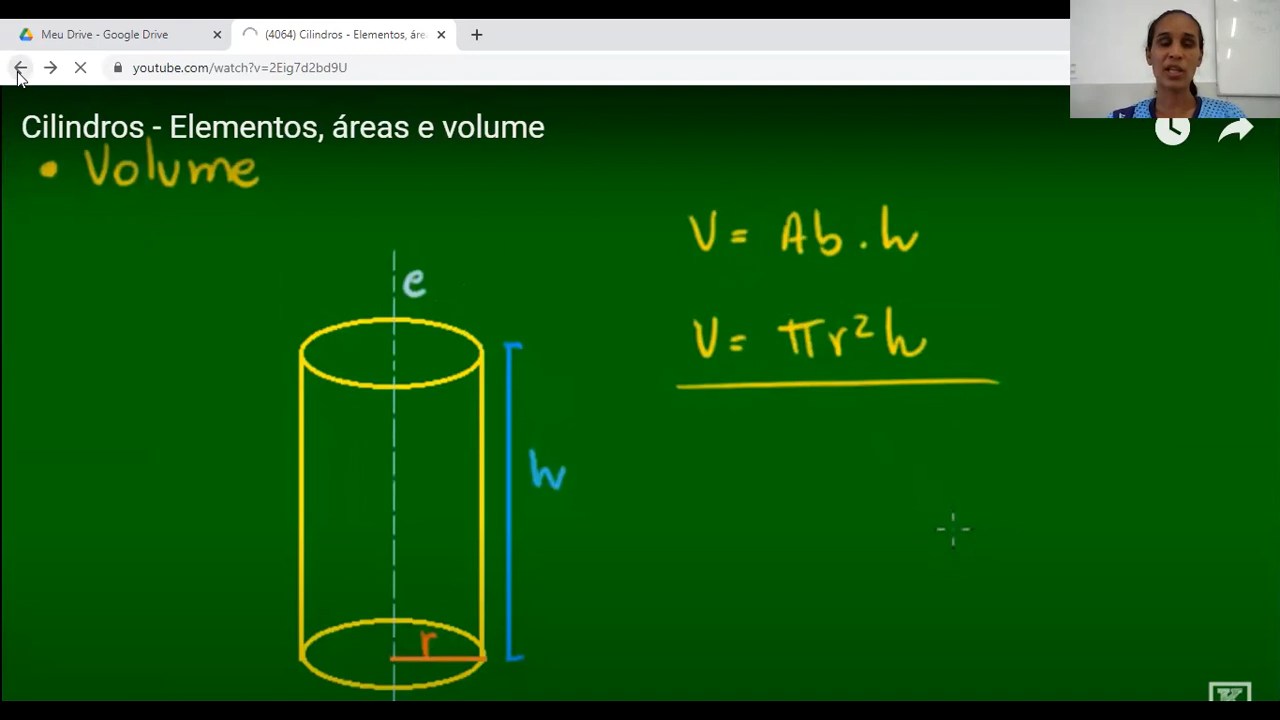 Meu Drive - Google Drive
(4064) Cilindros - Elementos, áre
youtube.com/watch?v=2Eig7d2bd9U
Cilindros - Elementos, áreas e volume
• Volume
V = Ab . h
e
V = πr²h
h
r
K